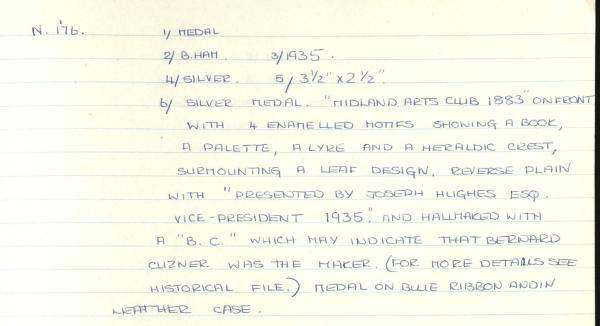 N. 176. 1/ MEDAL
2/ B.HAM. 3/1935.
4/ SILVER. 5/ 3½" x 2½".
6/ SILVER MEDAL. "MIDLAND ARTS CLUB 1883" ON FRONT
WITH 4 ENAMELLED MOTIFS SHOWING A BOOK,
A PALETTE, A LYRE AND A HERALDIC CREST,
SURMOUNTING A LEAF DESIGN, REVERSE PLAIN
WITH "PRESENTED BY JOSEPH HUGHES ESQ.
VICE-PRESIDENT 1935". AND HALLMAKED WITH
A "B.C." WHICH MAY INDICATE THAT BERNARD
CUZNER WAS THE MAKER. (FOR MORE DETAILS SEE
HISTORICAL FILE.) MEDAL ON BLUE RIBBON AND IN
LEATHER CASE.